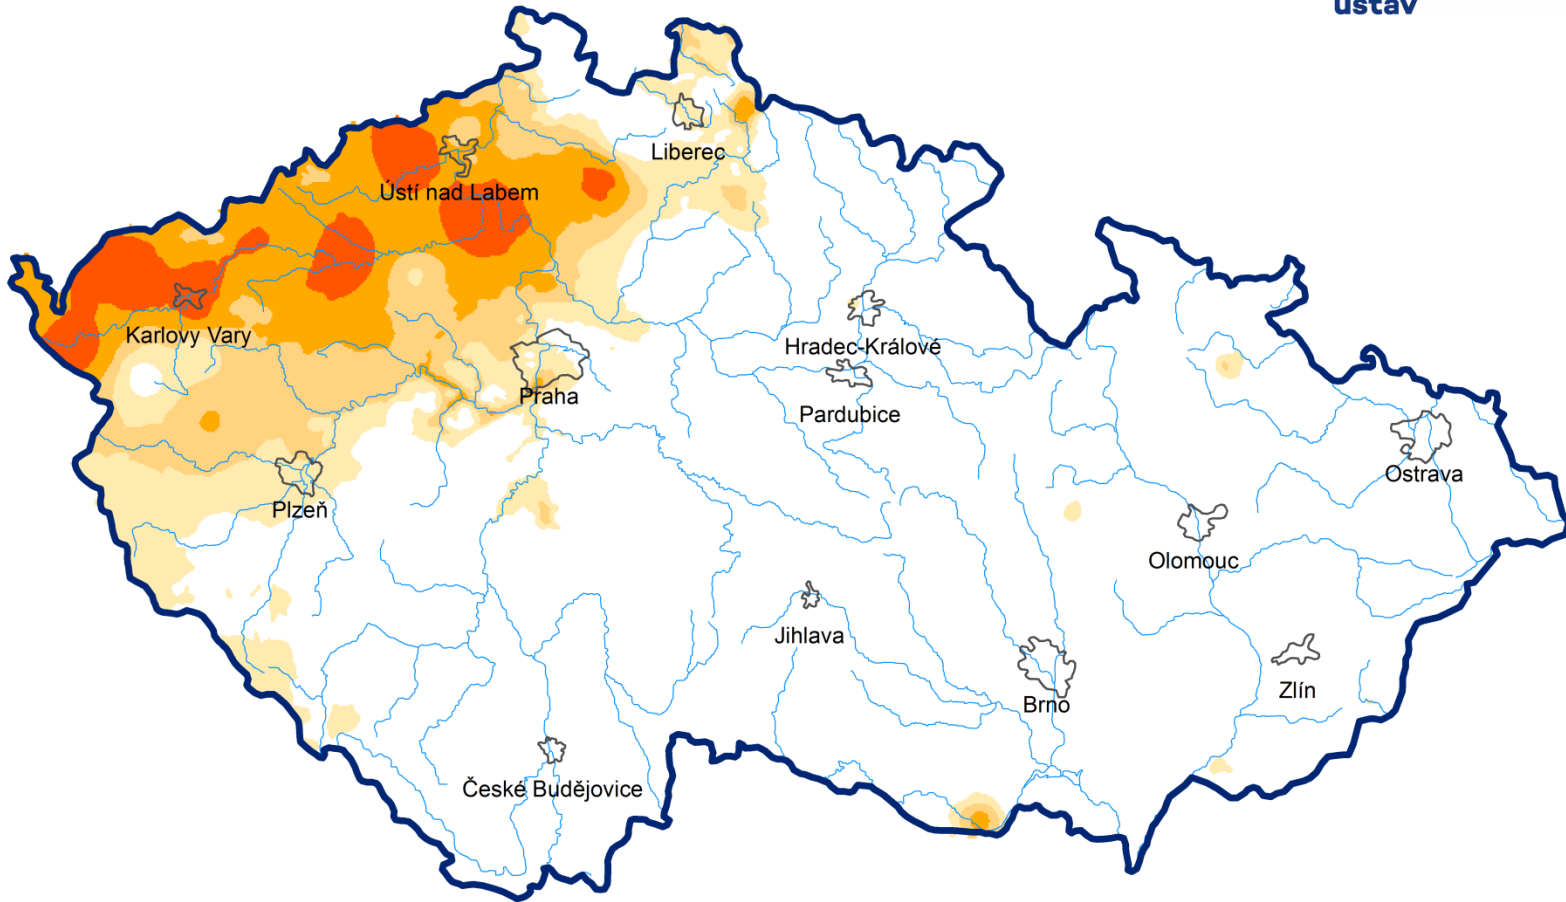 ústav
Liberec
Ústí nad Labem
Karlovy Vary
Hradec-Králové
Praha
Pardubice
Ostrava
Plzeň
Olomouc
Jihlava
Zlín
Brno
České Budějovice